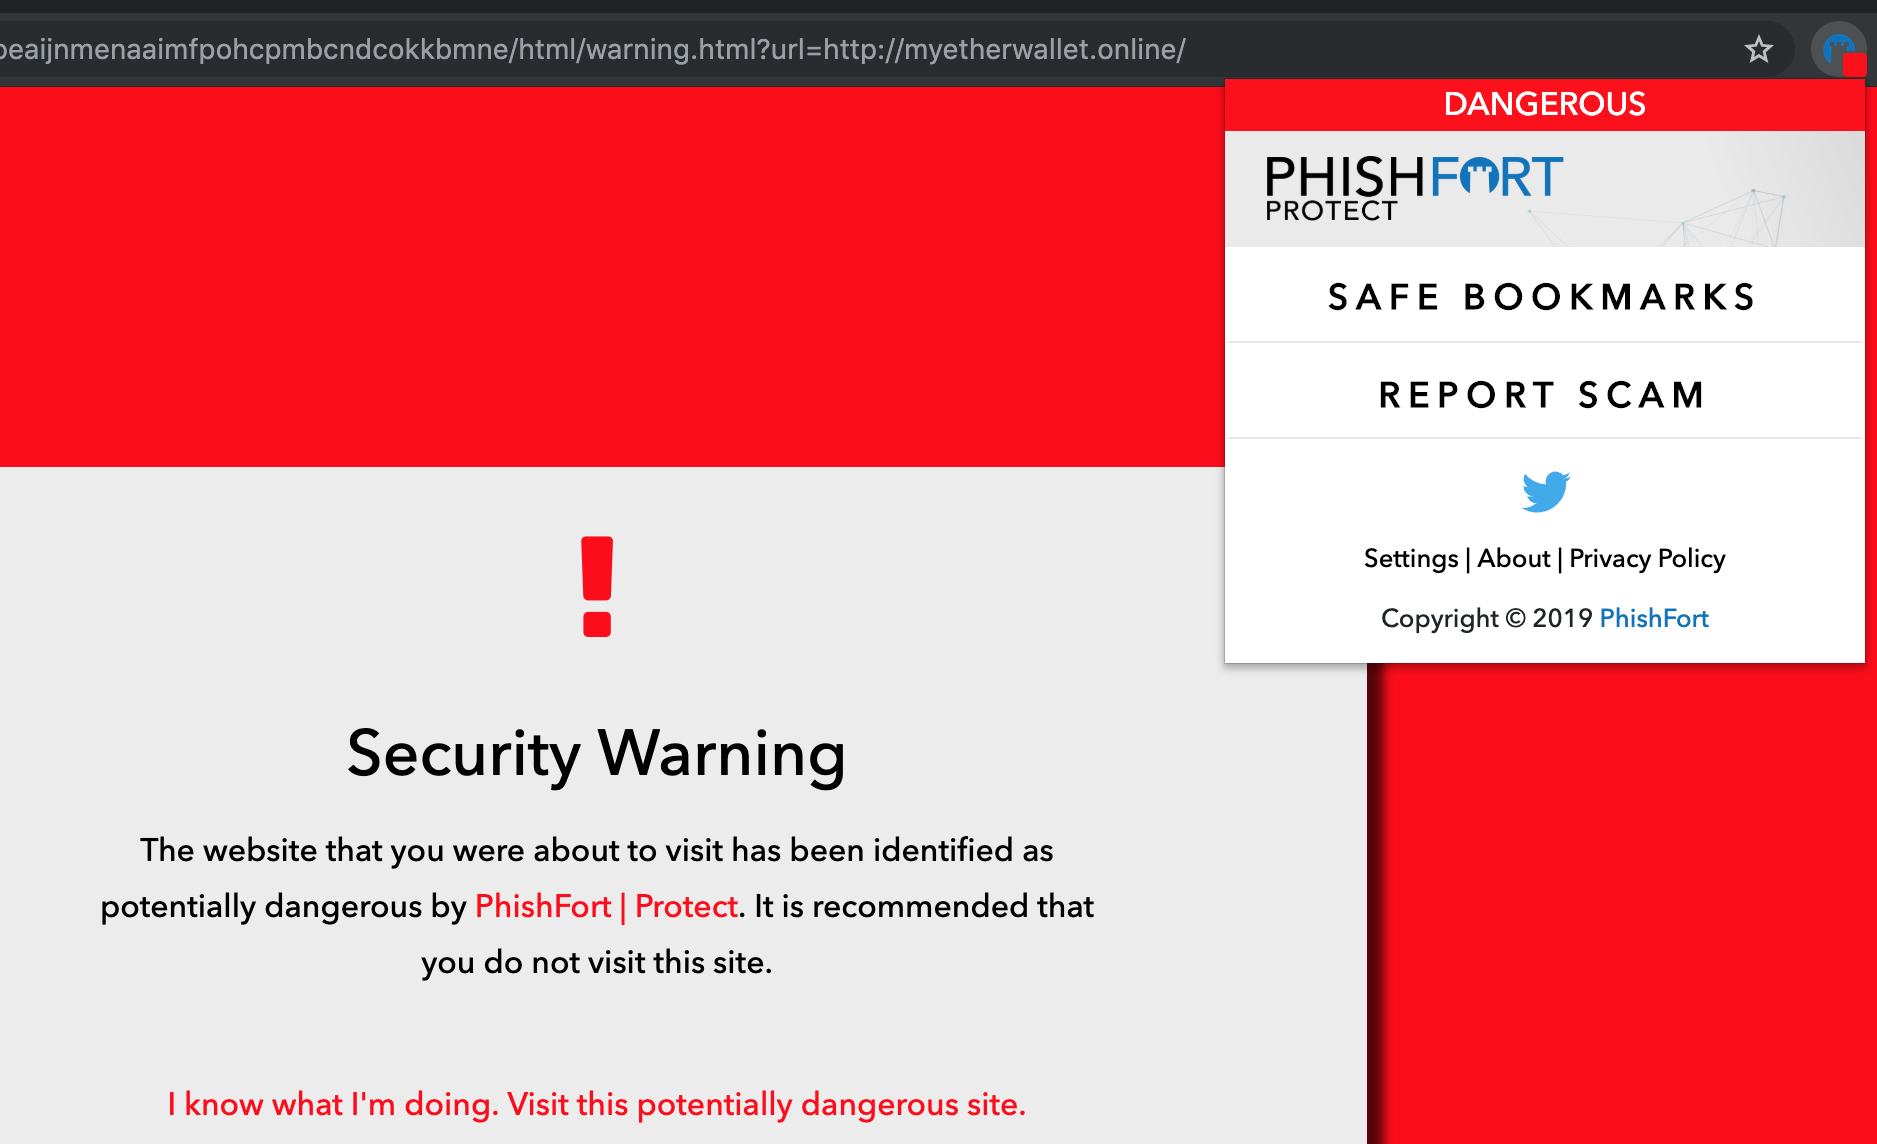 beaijnmenaaimfpohcpmbcndcokkbmne/html/warning.html?url=http://myetherwallet.online/
DANGEROUS
PHISHFORT
PROTECT
SAFE BOOKMARKS
REPORT SCAM
Settings | About | Privacy Policy
Copyright © 2019 PhishFort
!
Security Warning
The website that you were about to visit has been identified as
potentially dangerous by PhishFort | Protect. It is recommended that
you do not visit this site.
I know what I'm doing. Visit this potentially dangerous site.